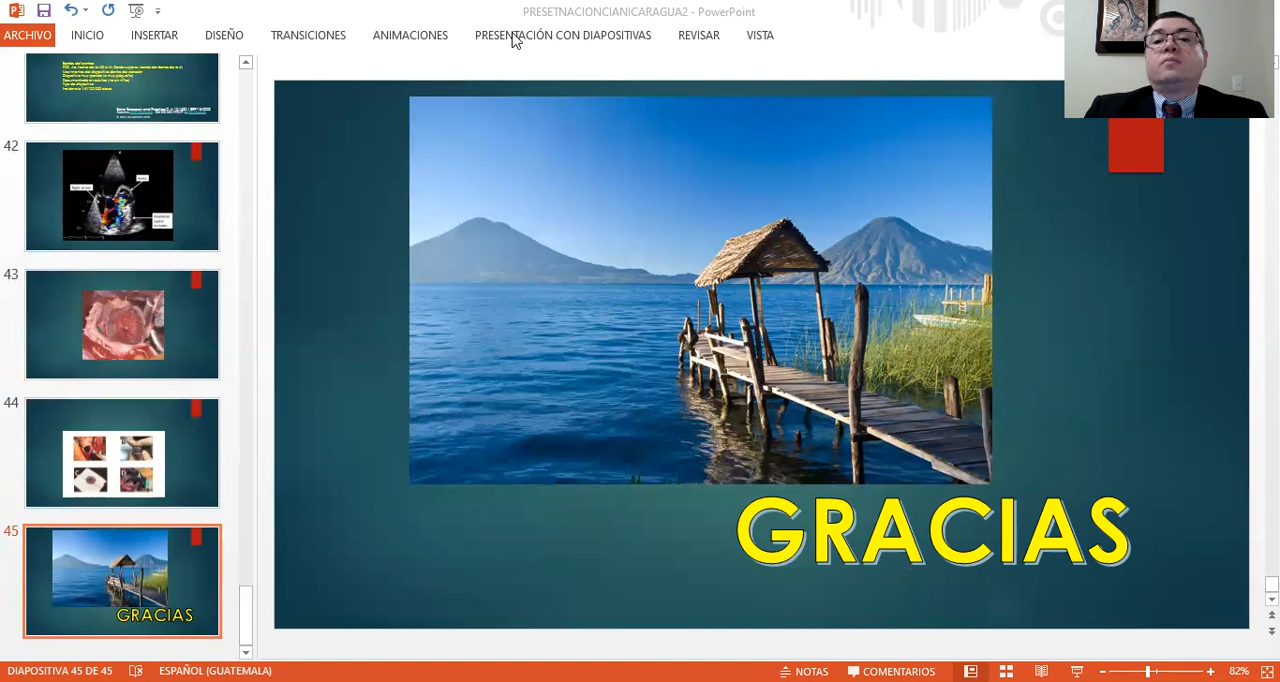 PRESETNACIONCIANICARAGUA2 - PowerPoint
ARCHIVO INICIO INSERTAR DISEÑO TRANSICIONES ANIMACIONES PRESENTACIÓN CON DIAPOSITIVAS REVISAR VISTA
42
43
44
45
GRACIAS
GRACIAS
DIAPOSITIVA 45 DE 45 ESPAÑOL (GUATEMALA) NOTAS COMENTARIOS 82%